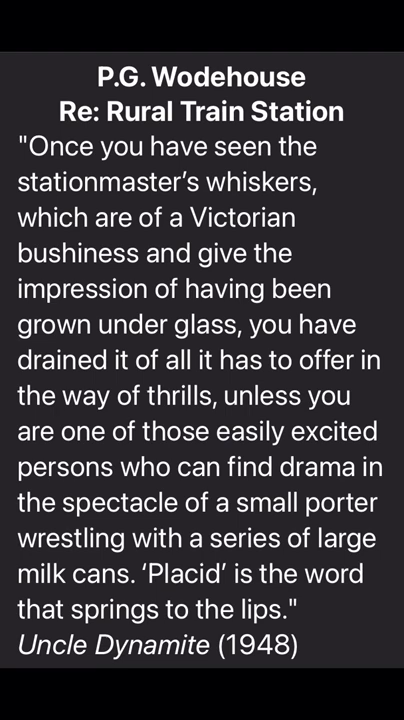 P.G. Wodehouse
Re: Rural Train Station
"Once you have seen the
stationmaster’s whiskers,
which are of a Victorian
bushiness and give the
impression of having been
grown under glass, you have
drained it of all it has to offer in
the way of thrills, unless you
are one of those easily excited
persons who can find drama in
the spectacle of a small porter
wrestling with a series of large
milk cans. ‘Placid’ is the word
that springs to the lips."
Uncle Dynamite (1948)